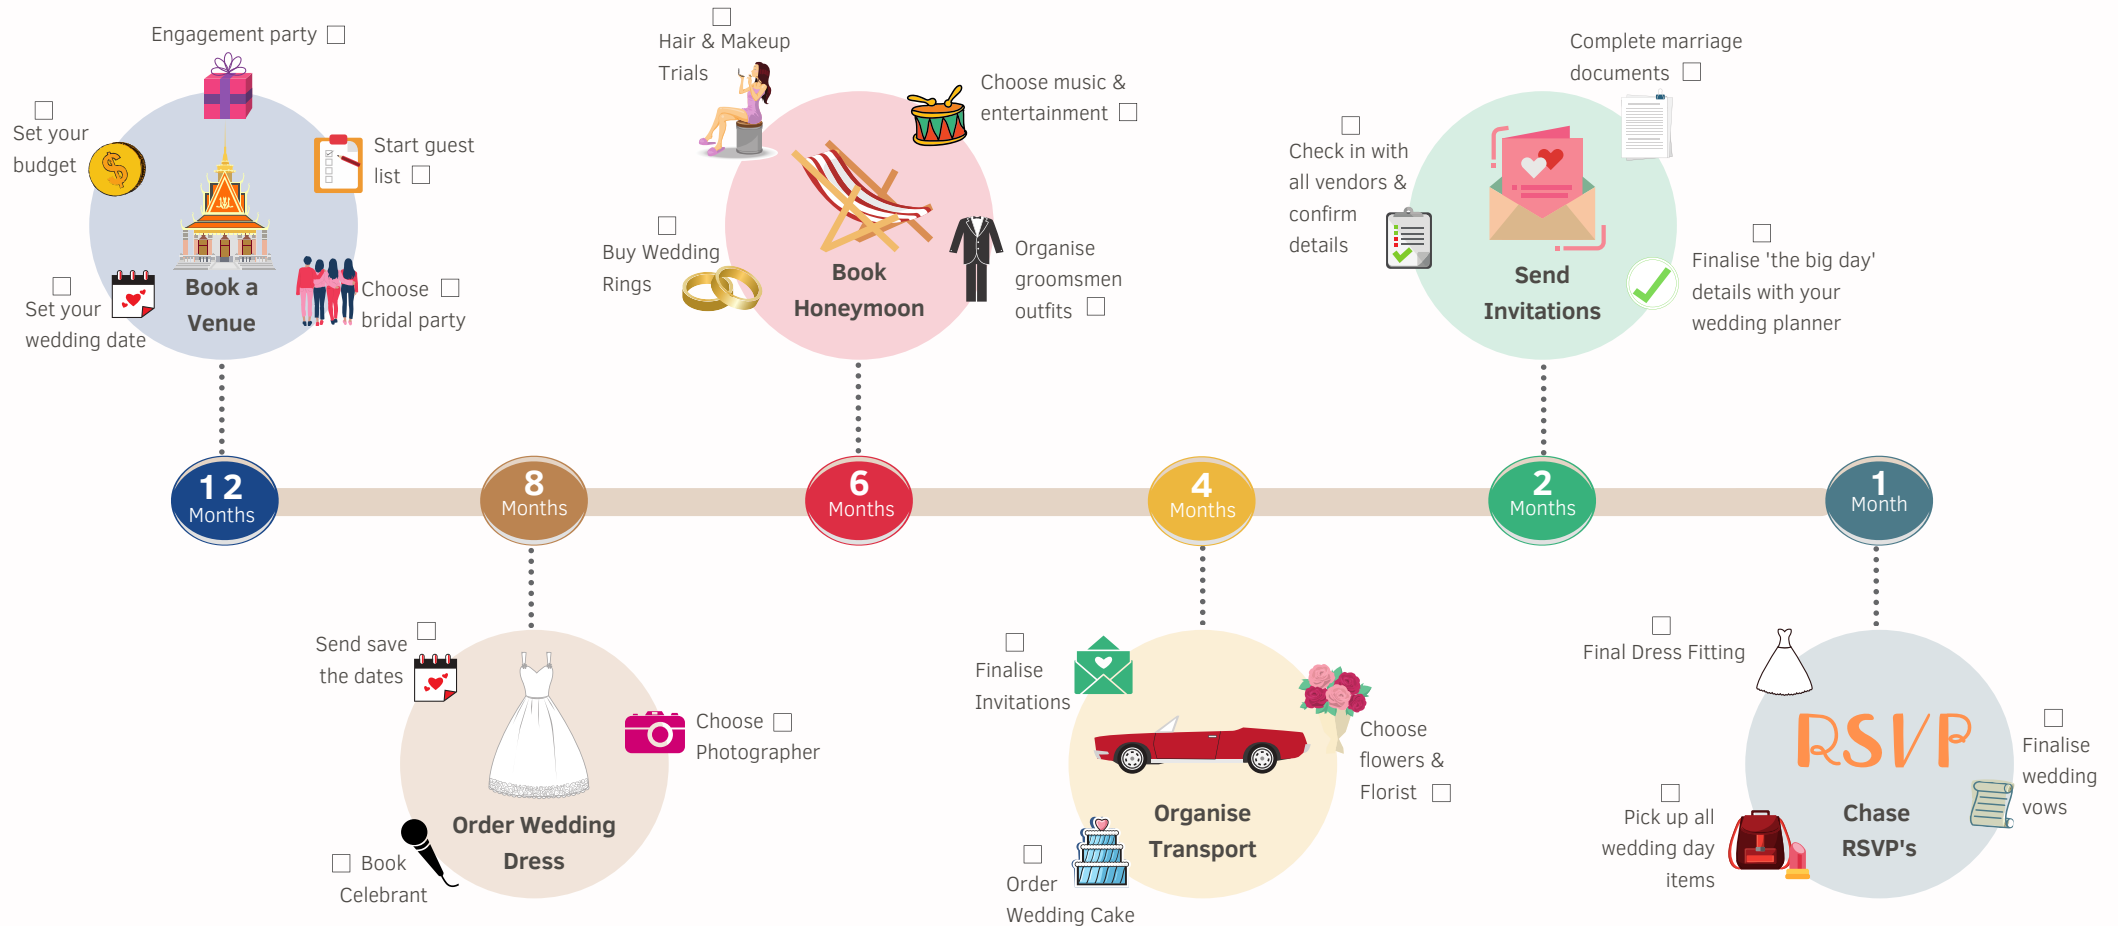 Engagement party
Set your
budget
Start guest
list
Set your
wedding date
Choose
bridal party
Book a
Venue
12
Months
Send save
the dates
Choose
Photographer
Book
Celebrant
Order Wedding
Dress
8
Months
Hair & Makeup
Trials
Choose music &
entertainment
Buy Wedding
Rings
Organise
groomsmen
outfits
Book
Honeymoon
6
Months
Finalise
Invitations
Choose
flowers &
Florist
Order
Wedding Cake
Organise
Transport
4
Months
Complete marriage
documents
Check in with
all vendors &
confirm
details
Finalise 'the big day'
details with your
wedding planner
Send
Invitations
2
Months
1
Month
Final Dress Fitting
RSVP
Finalise
wedding
vows
Pick up all
wedding day
items
Chase
RSVP's